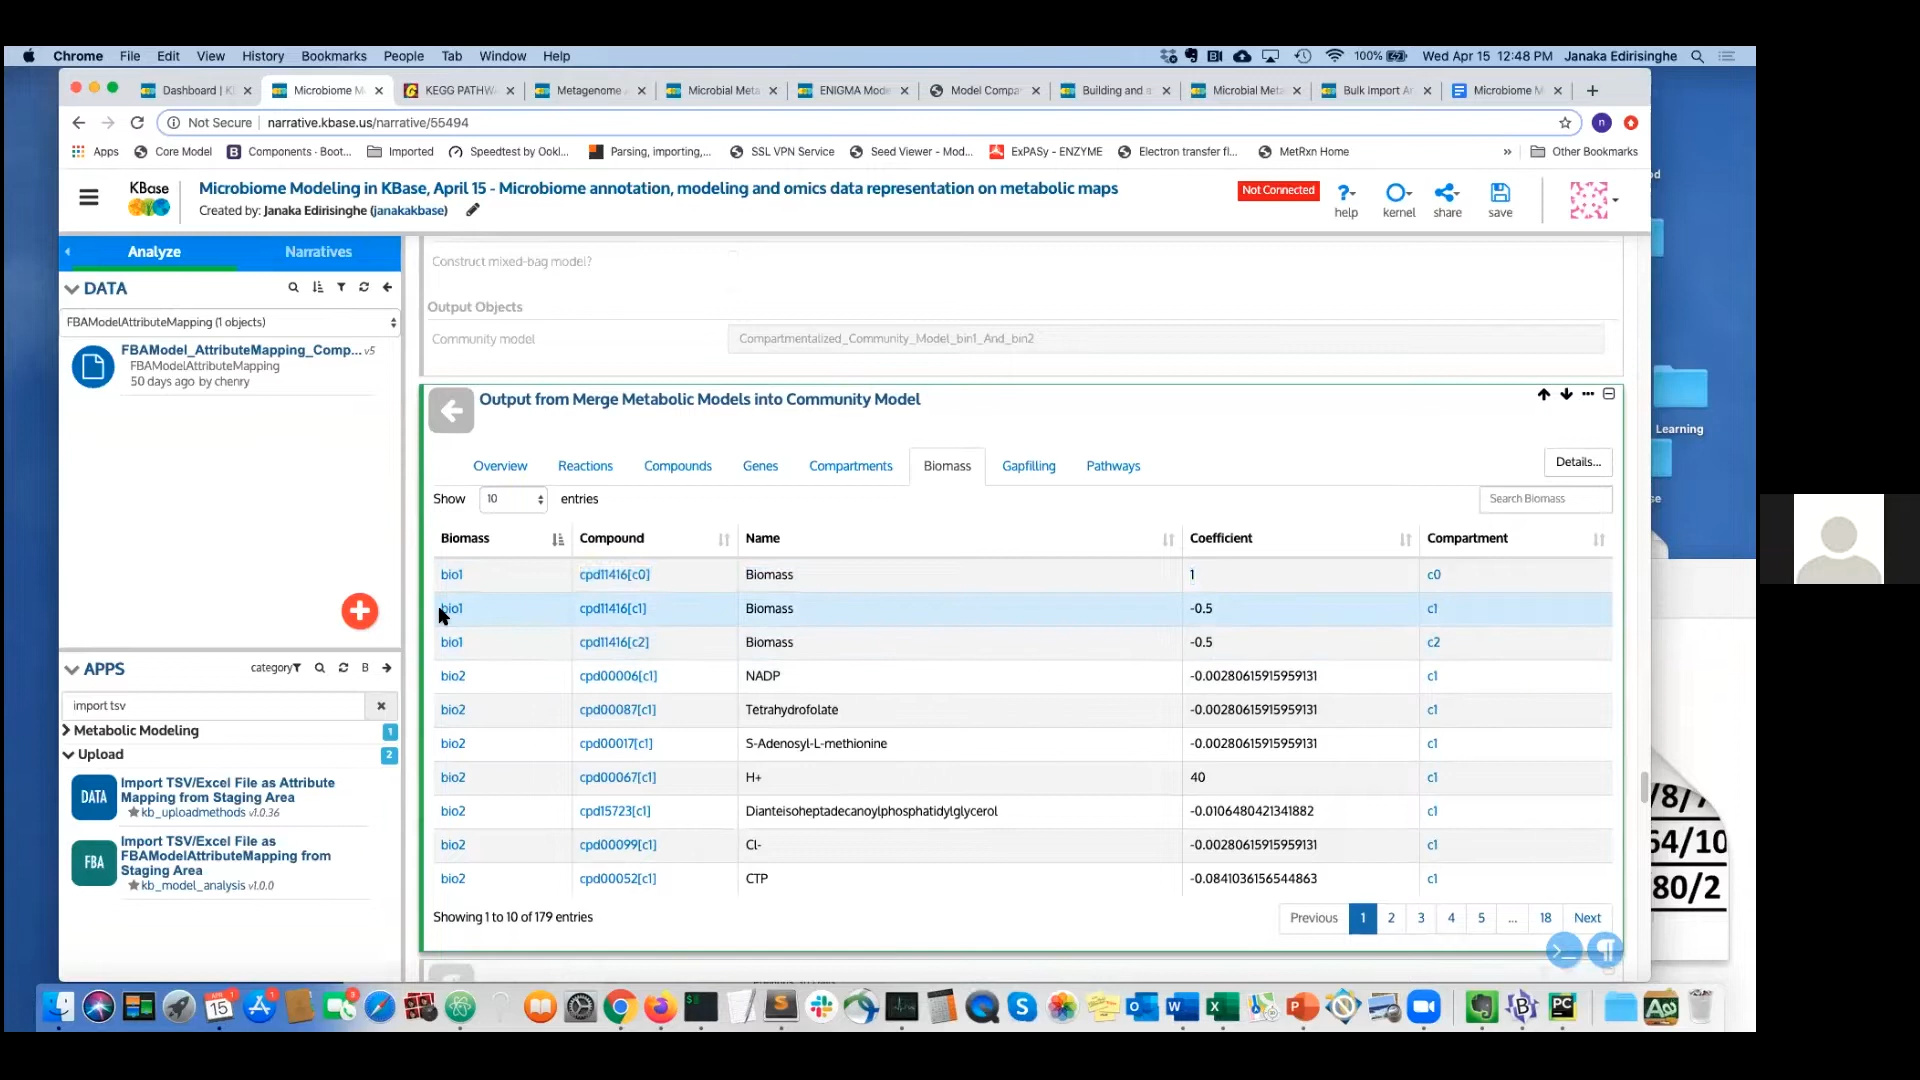 Chrome File Edit View History Bookmarks People Tab Window Help 100% Wed Apr 15 12:48 PM Janaka Edirisinghe
Dashboard | K Microbiome M KEGG PATHW Metagenome Microbial Meta ENIGMA Mode Model Compa Building and Microbial Meta Bulk Import Ar Microbiome M
Not Secure narrative.kbase.us/narrative/55494 n
Apps Core Model Components · Boot... Imported Speedtest by Ookl... Parsing, importing,... SSL VPN Service Seed Viewer - Mod... ExPASy - ENZYME Electron transfer fl... MetRxn Home » Other Bookmarks
KBase
Microbiome Modeling in KBase, April 15 - Microbiome annotation, modeling and omics data representation on metabolic maps
Created by: Janaka Edirisinghe (janakakbase)
Not Connected
help kernel share save
Analyze Narratives
DATA
FBAModelAttributeMapping (1 objects)
FBAModel_AttributeMapping_Comp... v5
FBAModelAttributeMapping
50 days ago by chenry
APPS category B
import tsv
Metabolic Modeling 1
Upload 2
DATA
Import TSV/Excel File as Attribute
Mapping from Staging Area
kb_uploadmethods v1.0.36
FBA
Import TSV/Excel File as
FBAModelAttributeMapping from
Staging Area
kb_model_analysis v1.0.0
Construct mixed-bag model?
Output Objects
Community model Compartmentalized_Community_Model_bin1_And_bin2
Output from Merge Metabolic Models into Community Model
Overview Reactions Compounds Genes Compartments Biomass Gapfilling Pathways Details...
Show 10 entries Search Biomass
Biomass Compound Name Coefficient Compartment
bio1 cpd11416[c0] Biomass 1 c0
bio1 cpd11416[c1] Biomass -0.5 c1
bio1 cpd11416[c2] Biomass -0.5 c2
bio2 cpd00006[c1] NADP -0.00280615915959131 c1
bio2 cpd00087[c1] Tetrahydrofolate -0.00280615915959131 c1
bio2 cpd00017[c1] S-Adenosyl-L-methionine -0.00280615915959131 c1
bio2 cpd00067[c1] H+ 40 c1
bio2 cpd15723[c1] Dianteisoheptadecanoylphosphatidylglycerol -0.0106480421341882 c1
bio2 cpd00099[c1] Cl- -0.00280615915959131 c1
bio2 cpd00052[c1] CTP -0.0841036156544863 c1
Showing 1 to 10 of 179 entries Previous 1 2 3 4 5 ... 18 Next
Learning
64/10
80/2